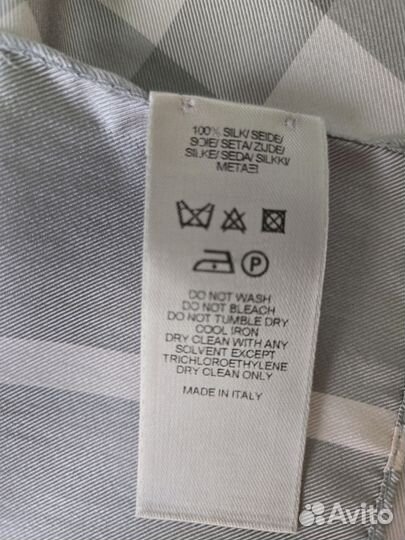 100% SILK/ SEIDE/
SOIE/ SETA/ ZIJDE/
SILKE/ SEDA/ SILKKI/
ΜΕΤΑΞΙ
P
DO NOT WASH
DO NOT BLEACH
DO NOT TUMBLE DRY
COOL IRON
DRY CLEAN WITH ANY
SOLVENT EXCEPT
TRICHLOROETHYLENE
DRY CLEAN ONLY
MADE IN ITALY
Avito